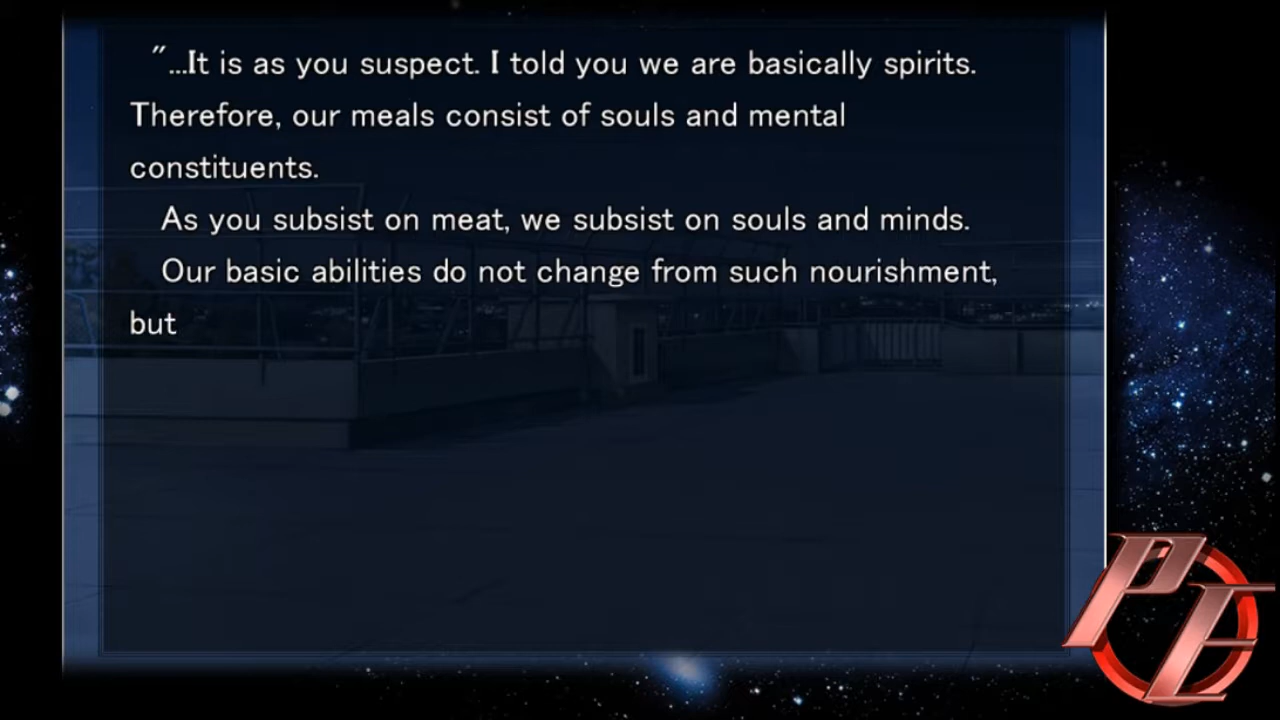 "...It is as you suspect. I told you we are basically spirits.
Therefore, our meals consist of souls and mental
constituents.
As you subsist on meat, we subsist on souls and minds.
Our basic abilities do not change from such nourishment,
but
PE